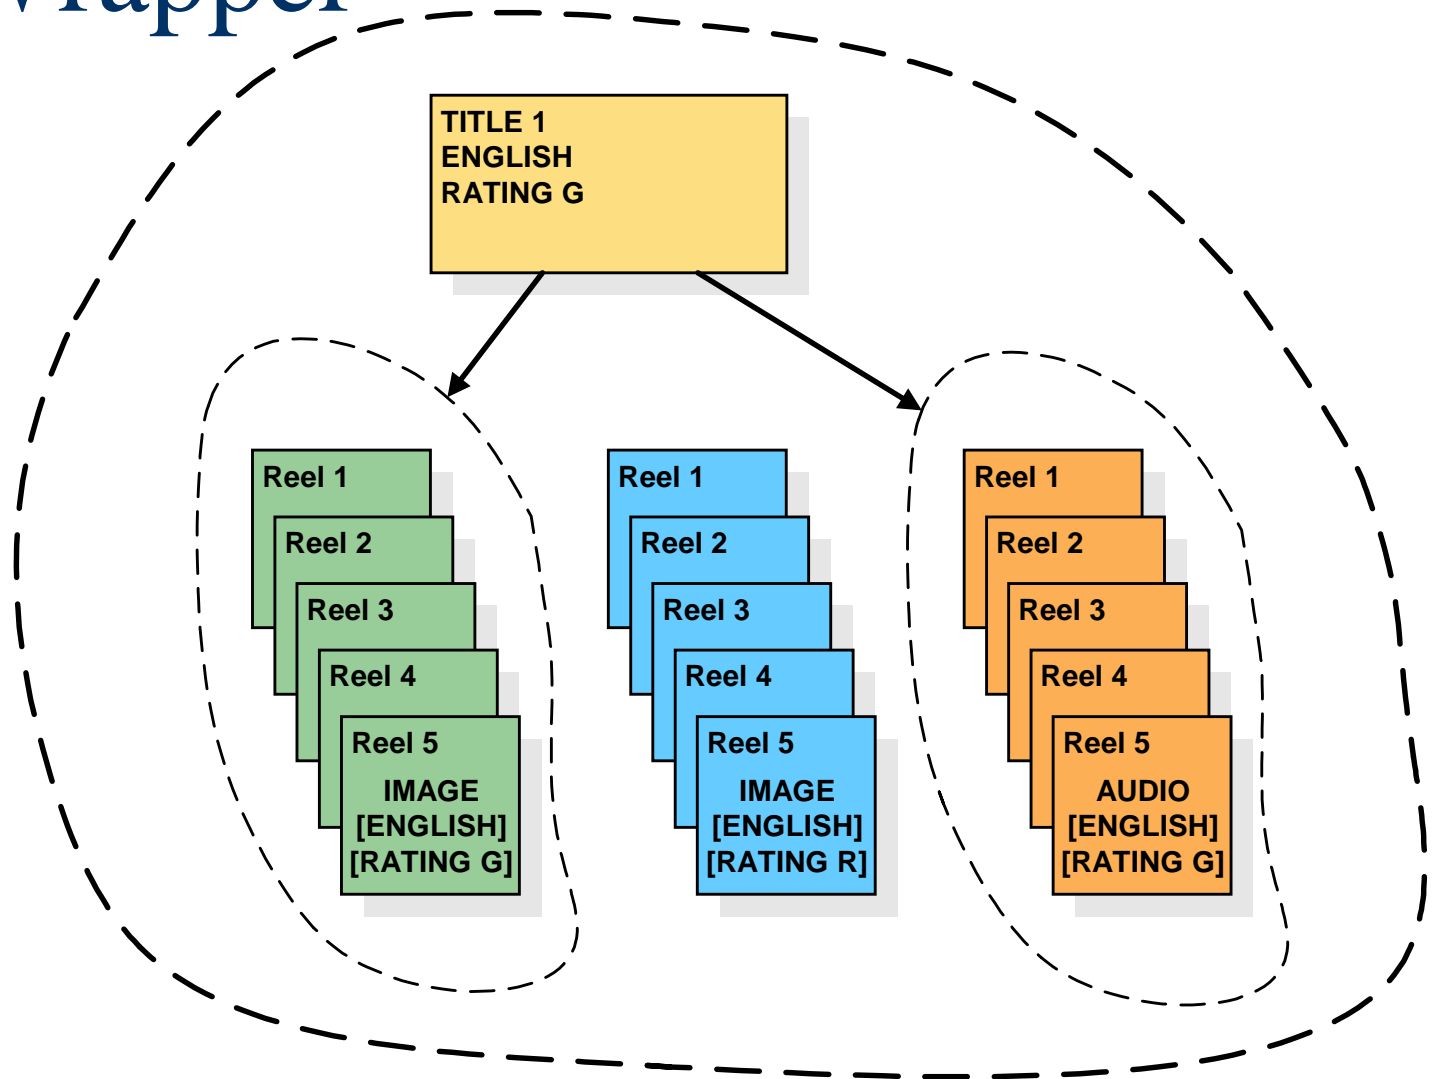 Wrapper
TITLE 1
ENGLISH
RATING G
Reel 1
Reel 2
Reel 3
Reel 4
Reel 5
IMAGE
[ENGLISH]
[RATING G]
Reel 1
Reel 2
Reel 3
Reel 4
Reel 5
IMAGE
[ENGLISH]
[RATING R]
Reel 1
Reel 2
Reel 3
Reel 4
Reel 5
AUDIO
[ENGLISH]
[RATING G]